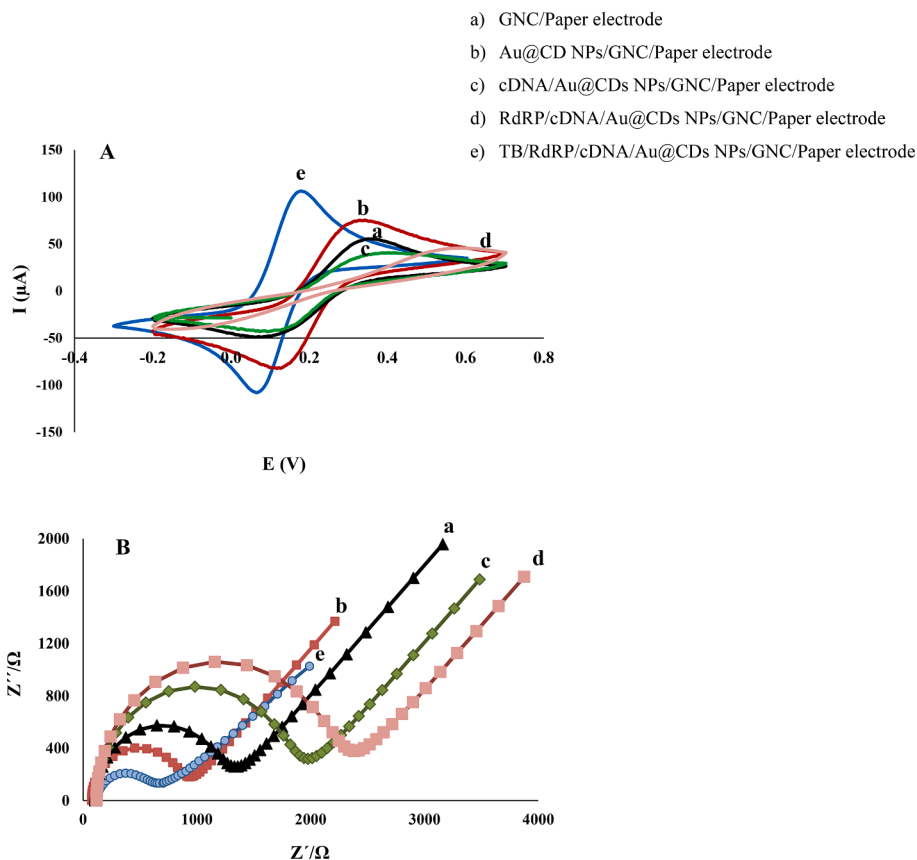 a) GNC/Paper electrode
b) Au@CD NPs/GNC/Paper electrode
c) cDNA/Au@CDs NPs/GNC/Paper electrode
d) RdRP/cDNA/Au@CDs NPs/GNC/Paper electrode
e) TB/RdRP/cDNA/Au@CDs NPs/GNC/Paper electrode
A
150
100
50
0
-50
-100
-150
I (µA)
e
b
a
c
d
-0.4
-0.2
0.0
0.2
0.4
0.6
0.8
E (V)
B
2000
1600
1200
800
400
0
Z´´/Ω
a
c
d
b
e
0
1000
2000
3000
4000
Z´/Ω